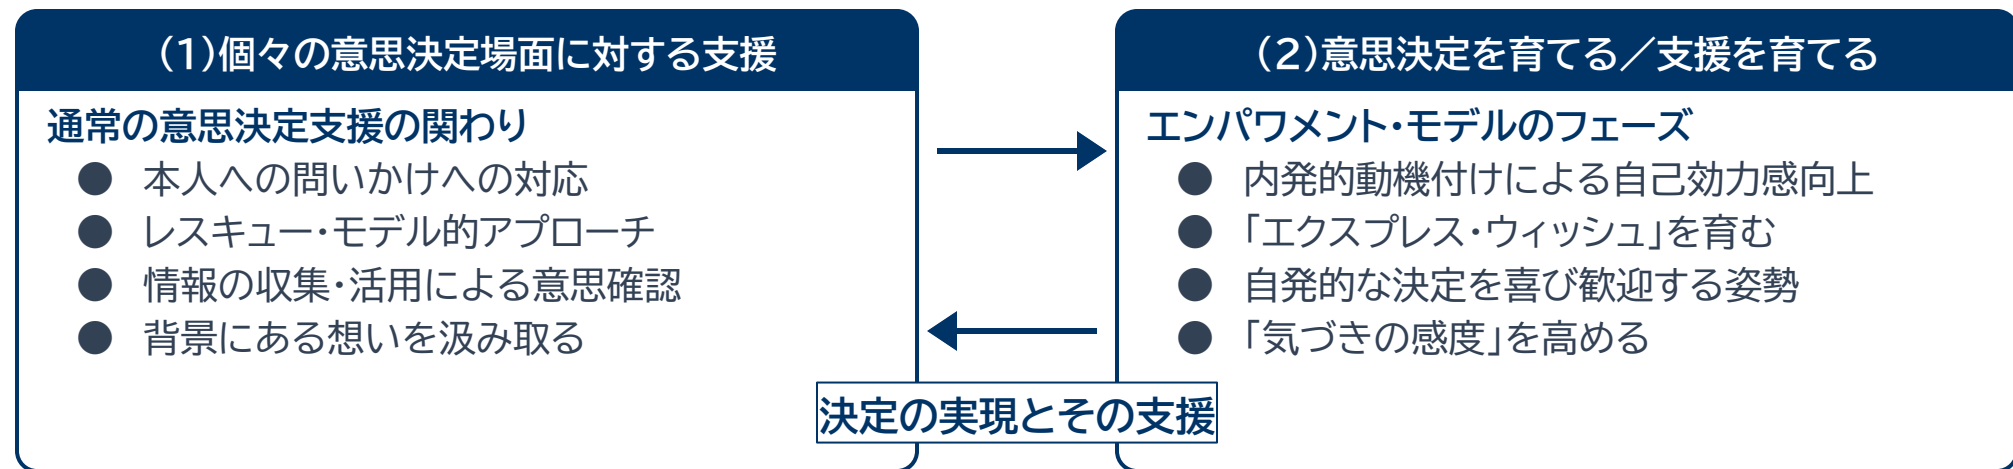 (1)個々の意思決定場面に対する支援
通常の意思決定支援の関わり
● 本人への問いかけへの対応
● レスキュー・モデル的アプローチ
● 情報の収集・活用による意思確認
● 背景にある想いを汲み取る
(2)意思決定を育てる／支援を育てる
エンパワメント・モデルのフェーズ
● 内発的動機付けによる自己効力感向上
● 「エクスプレス・ウィッシュ」を育む
● 自発的な決定を喜び歓迎する姿勢
● 「気づきの感度」を高める
決定の実現とその支援